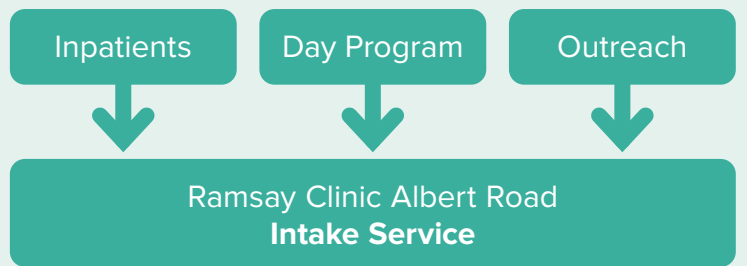 Inpatients
Day Program
Outreach
Ramsay Clinic Albert Road
Intake Service